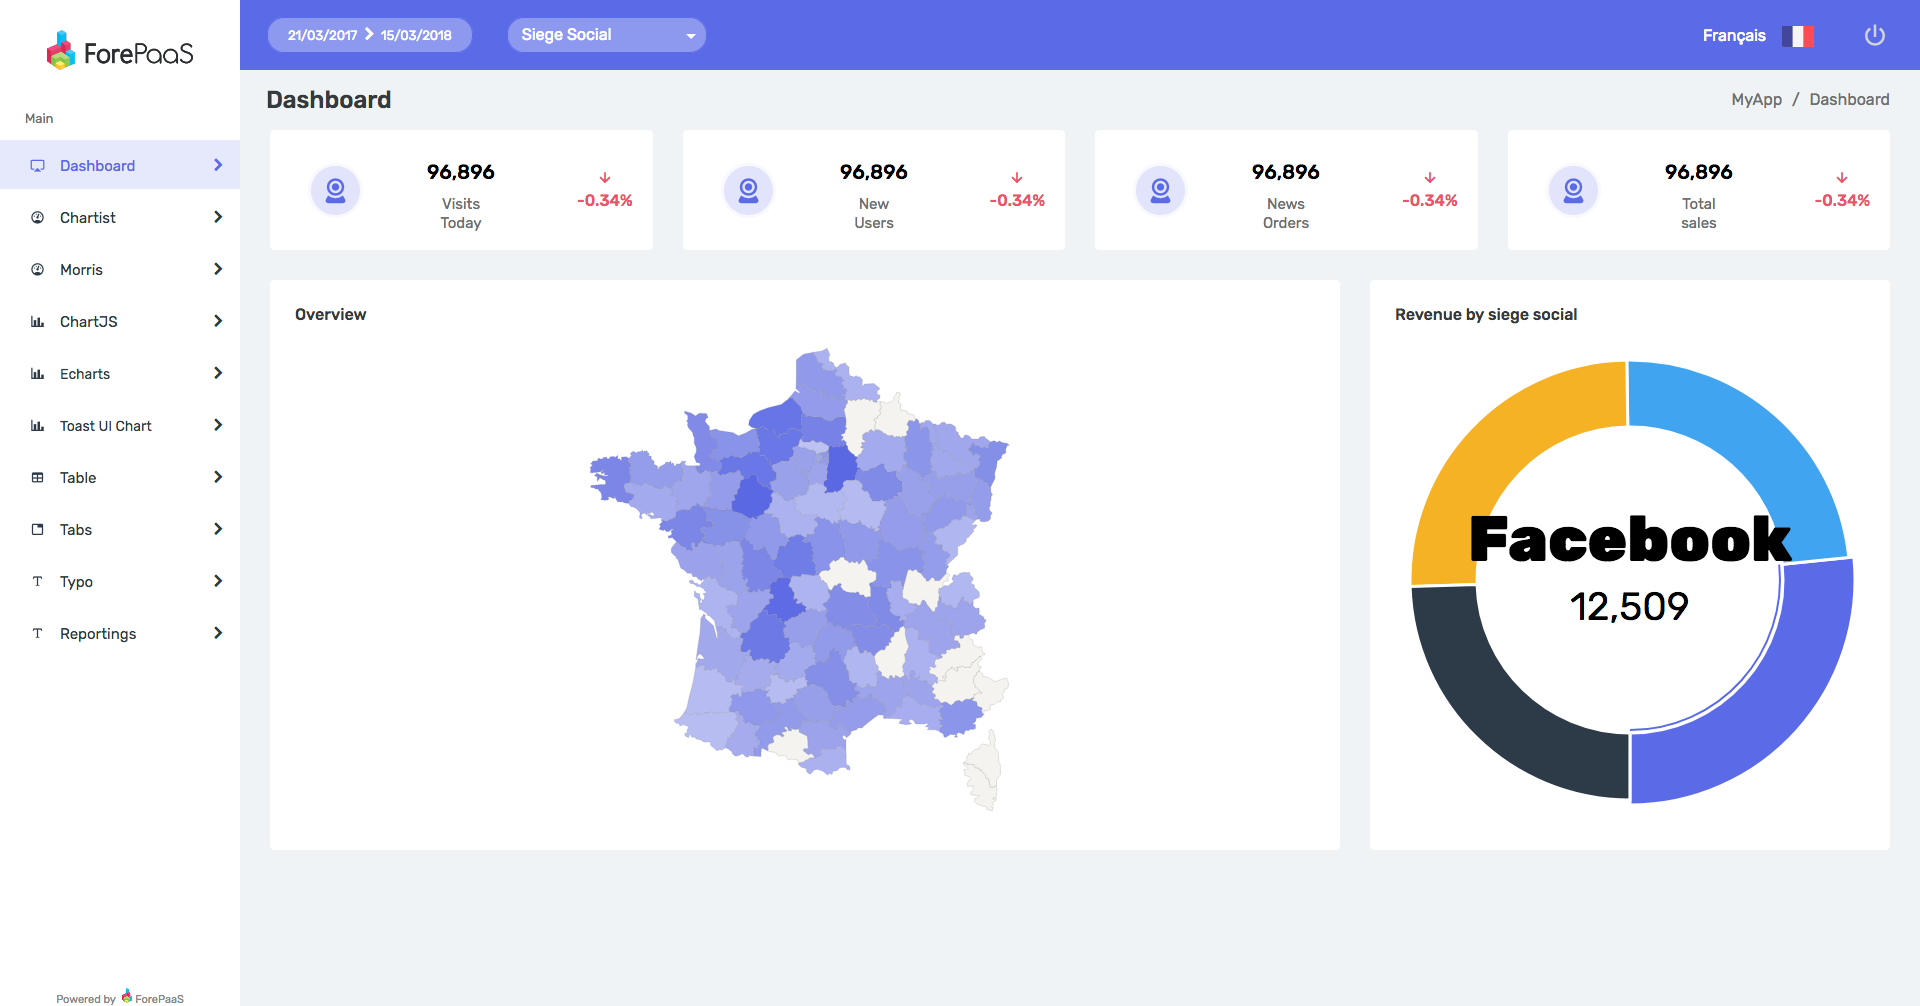 ForePaaS
21/03/2017 15/03/2018
Siege Social
Français
Main
Dashboard
Chartist
Morris
ChartJS
Echarts
Toast UI Chart
Table
Tabs
Typo
Reportings
Powered by ForePaaS
Dashboard
MyApp / Dashboard
96,896
Visits
Today
-0.34%
96,896
New
Users
-0.34%
96,896
News
Orders
-0.34%
96,896
Total
sales
-0.34%
Overview
Revenue by siege social
Facebook
12,509